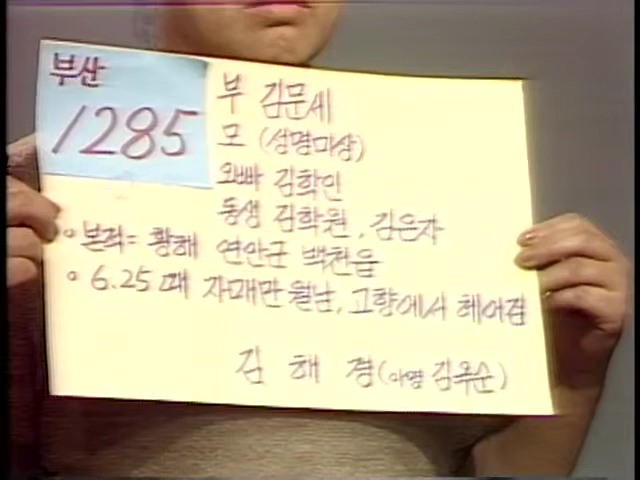 부산
1285
부 김문세
모 (성명미상)
오빠 김학인
동생 김학원, 김은자
• 본적= 황해 연안군 백천읍
• 6.25 때 자매만 월남, 고향에서 헤어짐
김 해 경 (아명 김옥순)